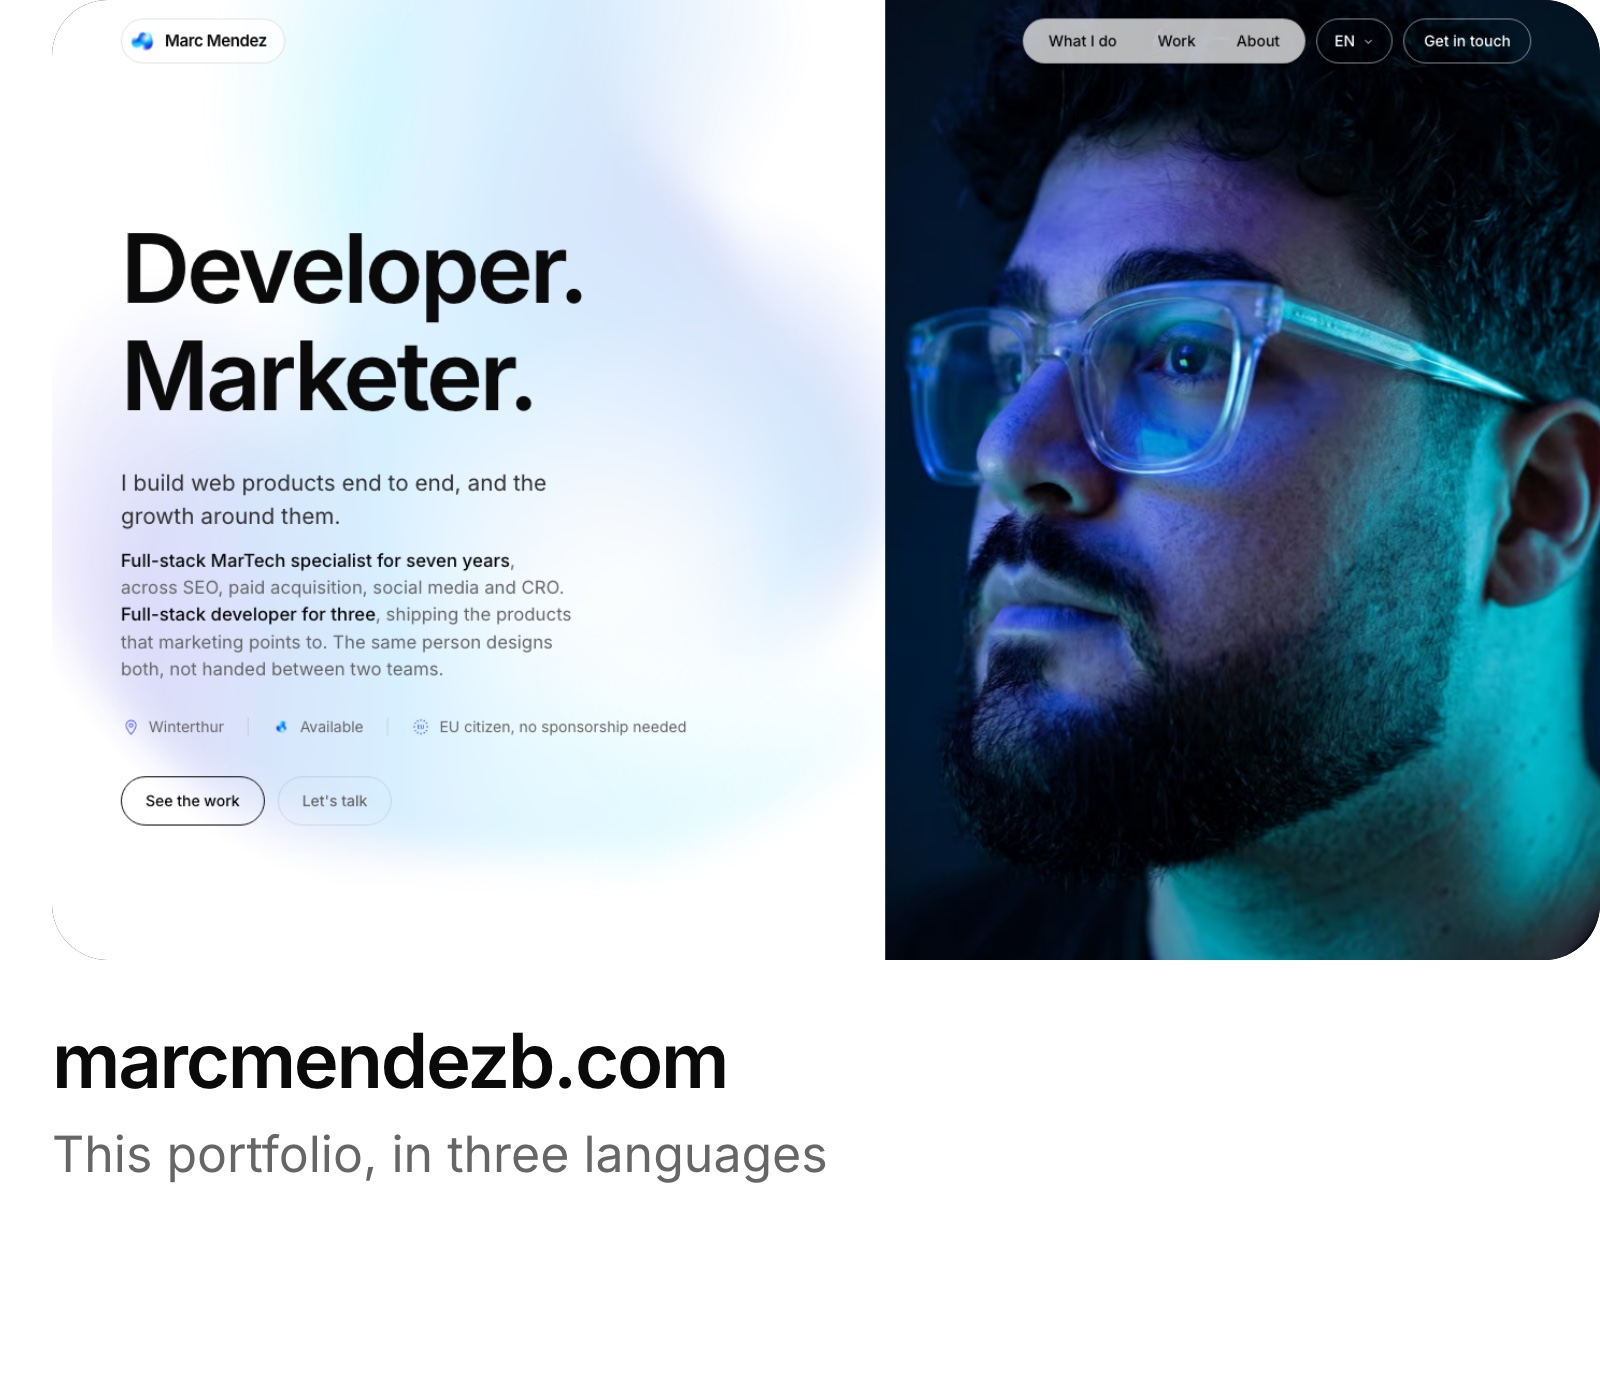 Marc Mendez
What I do
Work
About
EN
Get in touch
Developer.
Marketer.
I build web products end to end, and the
growth around them.
Full-stack MarTech specialist for seven years,
across SEO, paid acquisition, social media and CRO.
Full-stack developer for three, shipping the products
that marketing points to. The same person designs
both, not handed between two teams.
Winterthur
Available
EU citizen, no sponsorship needed
See the work
Let's talk
marcmendezb.com
This portfolio, in three languages